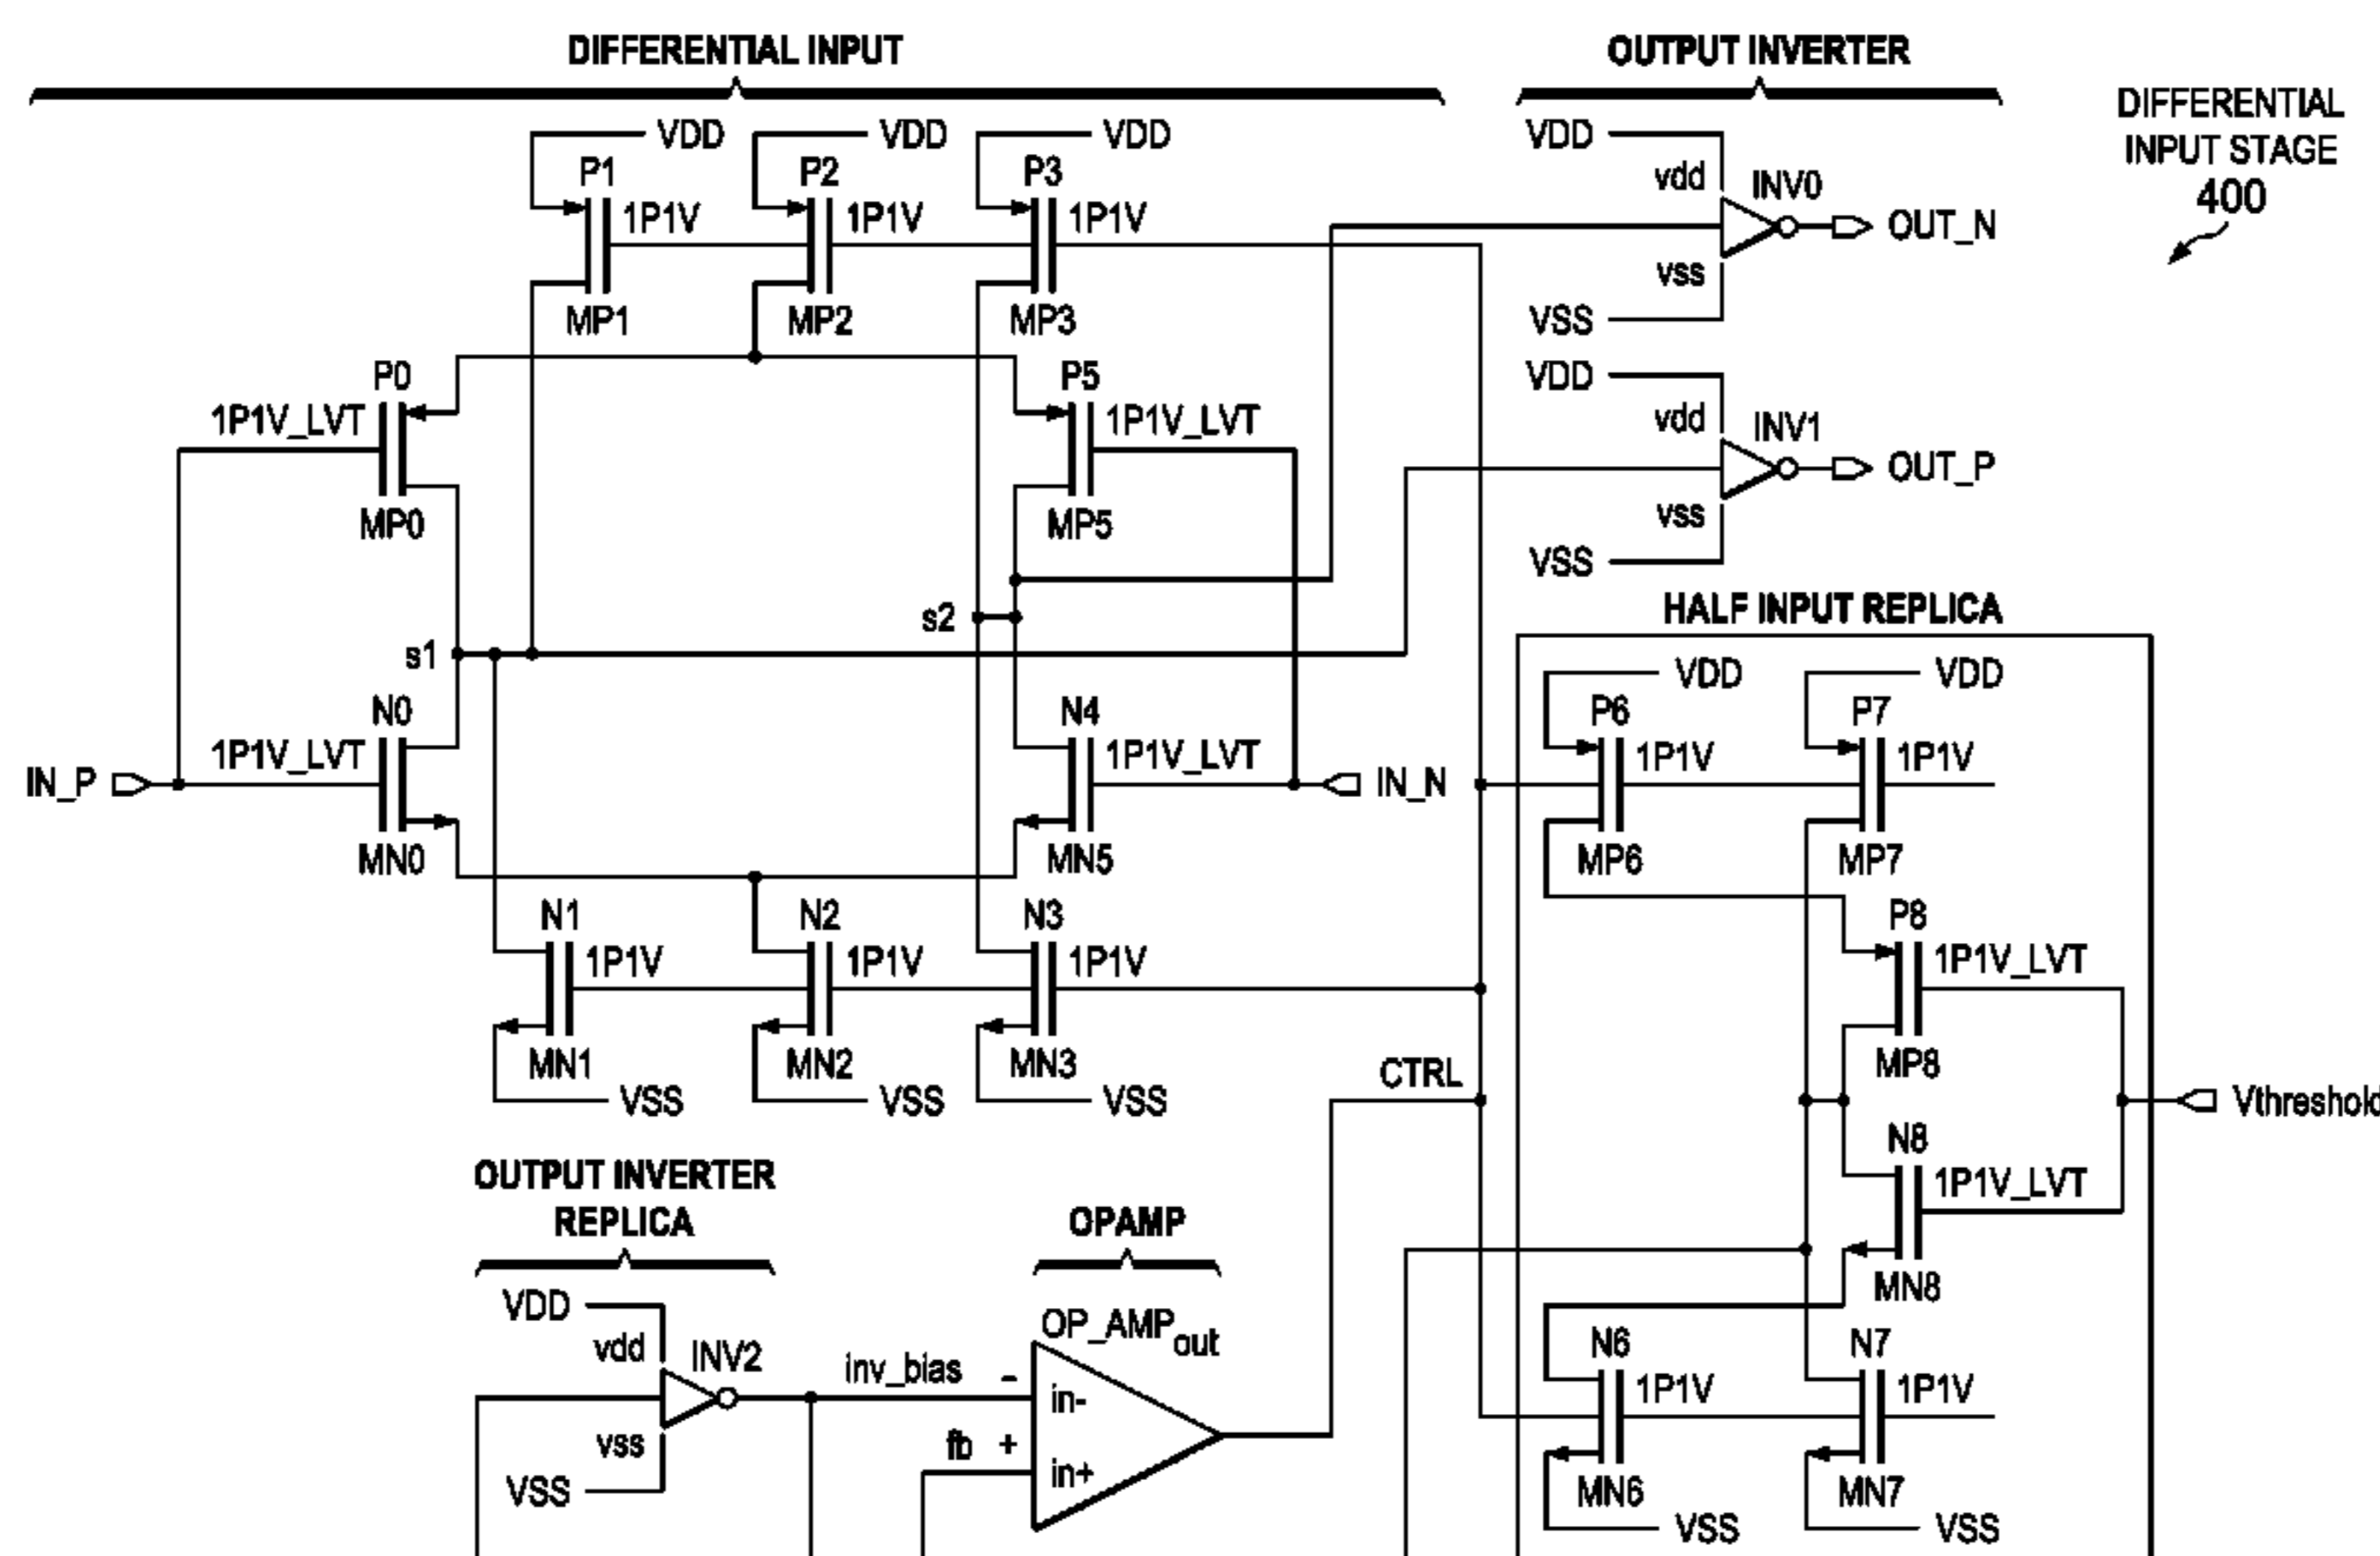 DIFFERENTIAL INPUT
OUTPUT INVERTER
DIFFERENTIAL
INPUT STAGE
400
VDD
VDD
VDD
P1
1P1V
MP1
P2
1P1V
MP2
P3
1P1V
MP3
VDD
vdd
INV0
OUT_N
vss
VSS
VDD
vdd
INV1
OUT_P
vss
VSS
P0
1P1V_LVT
MP0
P5
1P1V_LVT
MP5
s2
s1
N0
1P1V_LVT
IN_P
MN0
N4
1P1V_LVT
IN_N
MN5
N1
1P1V
MN1
VSS
N2
1P1V
MN2
VSS
N3
1P1V
MN3
VSS
CTRL
HALF INPUT REPLICA
VDD
VDD
P6
1P1V
MP6
P7
1P1V
MP7
P8
1P1V_LVT
MP8
Vthreshold
N8
1P1V_LVT
MN8
N6
1P1V
MN6
VSS
N7
1P1V
MN7
VSS
OUTPUT INVERTER
REPLICA
VDD
vdd
INV2
vss
VSS
inv_bias
OPAMP
OP_AMP
out
-
in-
fb +
in+